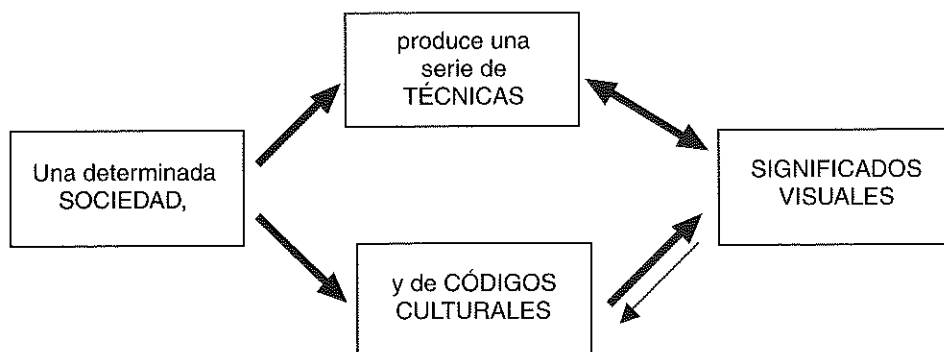 produce una
serie de
TÉCNICAS
Una determinada
SOCIEDAD,
SIGNIFICADOS
VISUALES
y de CÓDIGOS
CULTURALES